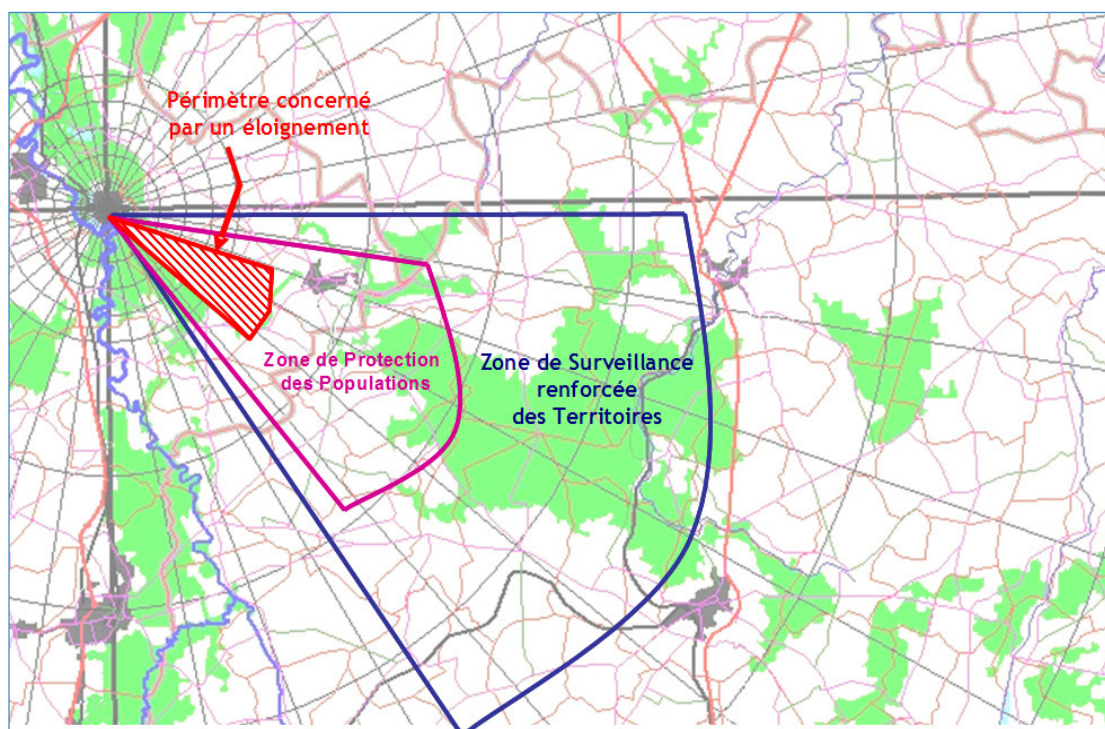 Périmètre concerné
par un éloignement
Zone de Protection
des Populations
Zone de Surveillance
renforcée
des Territoires